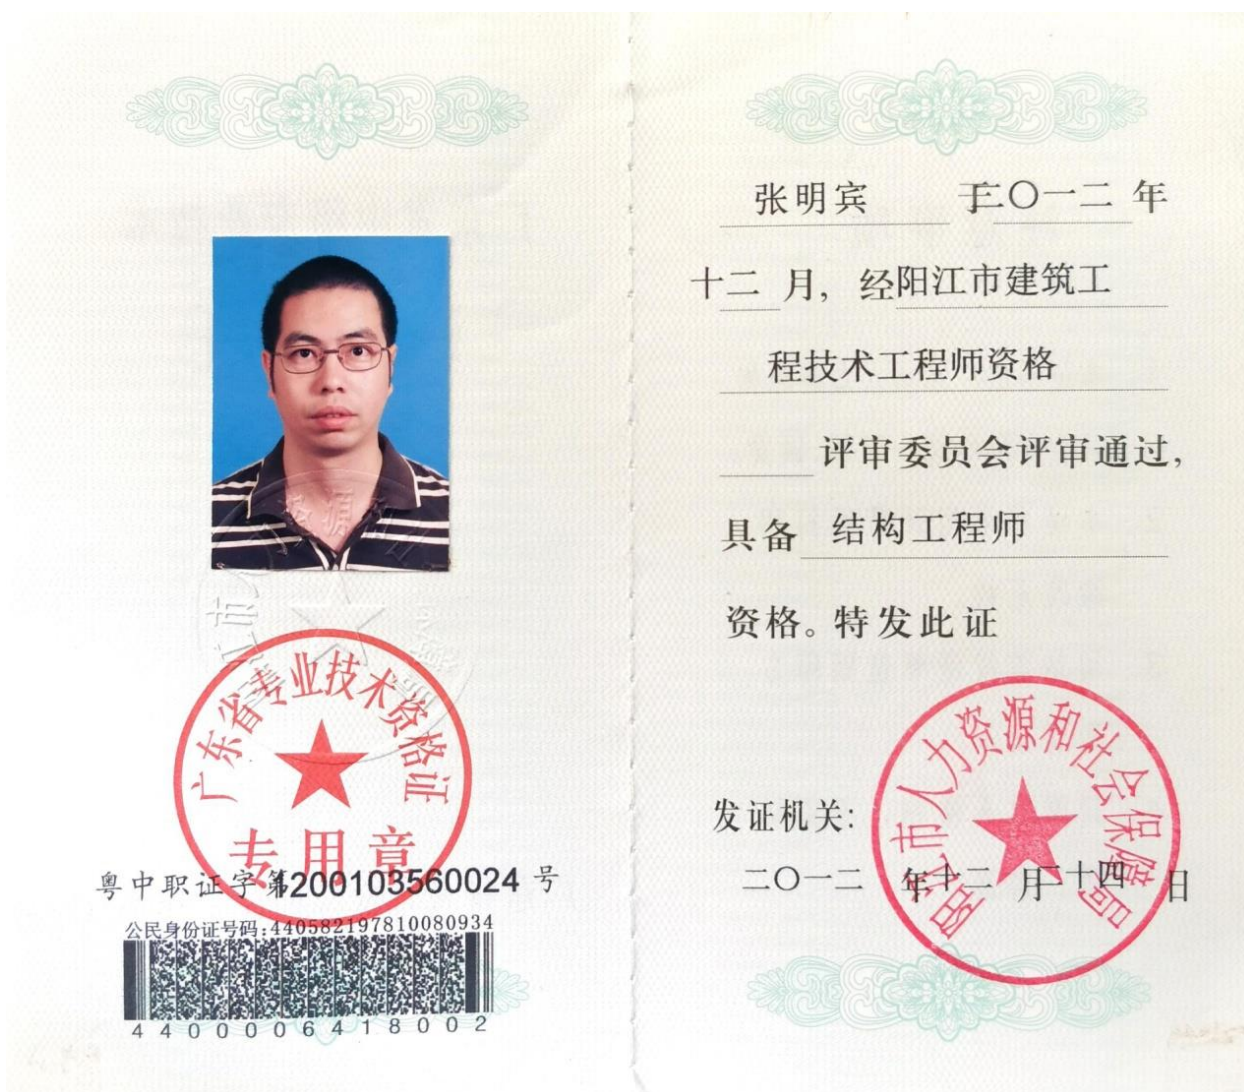 广东省专业技术资格证
专用章
粤中职证字第1200103560024号
公民身份证号码:440582197810080934
4400006418002
张明宾 于二〇一二年
十二月，经阳江市建筑工
程技术工程师资格
评审委员会评审通过，
具备 结构工程师
资格。特发此证
阳江市人力资源和社会保障局
发证机关：
二〇一二年十二月二十四日